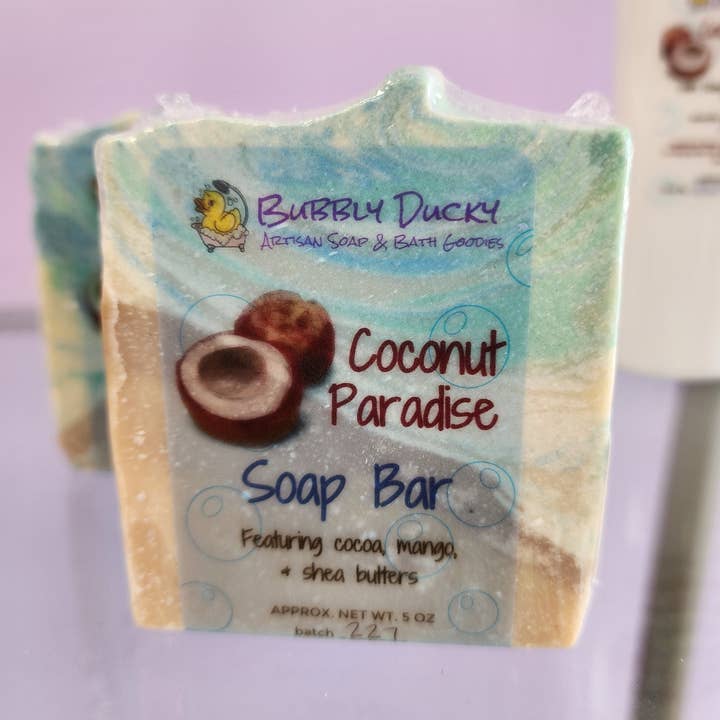 Bubbly Ducky
Artisan Soap & Bath Goodies
Coconut
Paradise
Soap Bar
Featuring cocoa, mango,
& shea butters
APPROX. NET WT. 5 OZ
batch 227